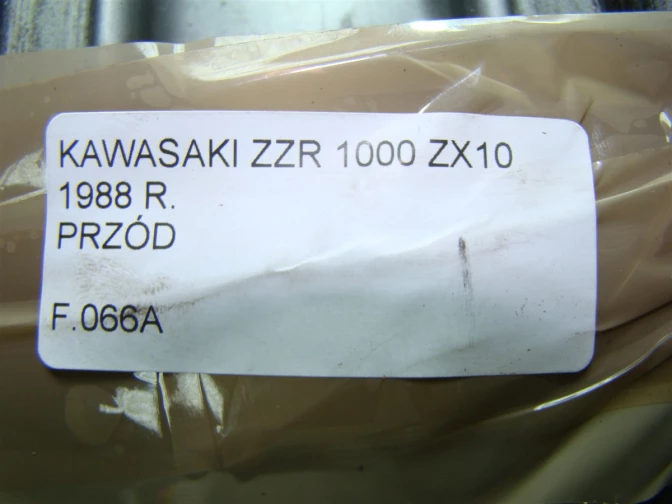 KAWASAKI ZZR 1000 ZX10
1988 R.
PRZÓD
F.066A